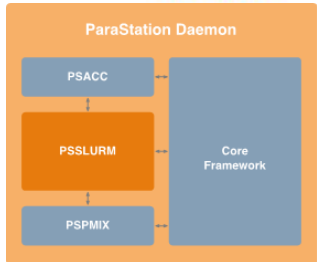 ParaStation Daemon
PSACC
PSSLURM
Core
Framework
PSPMIX